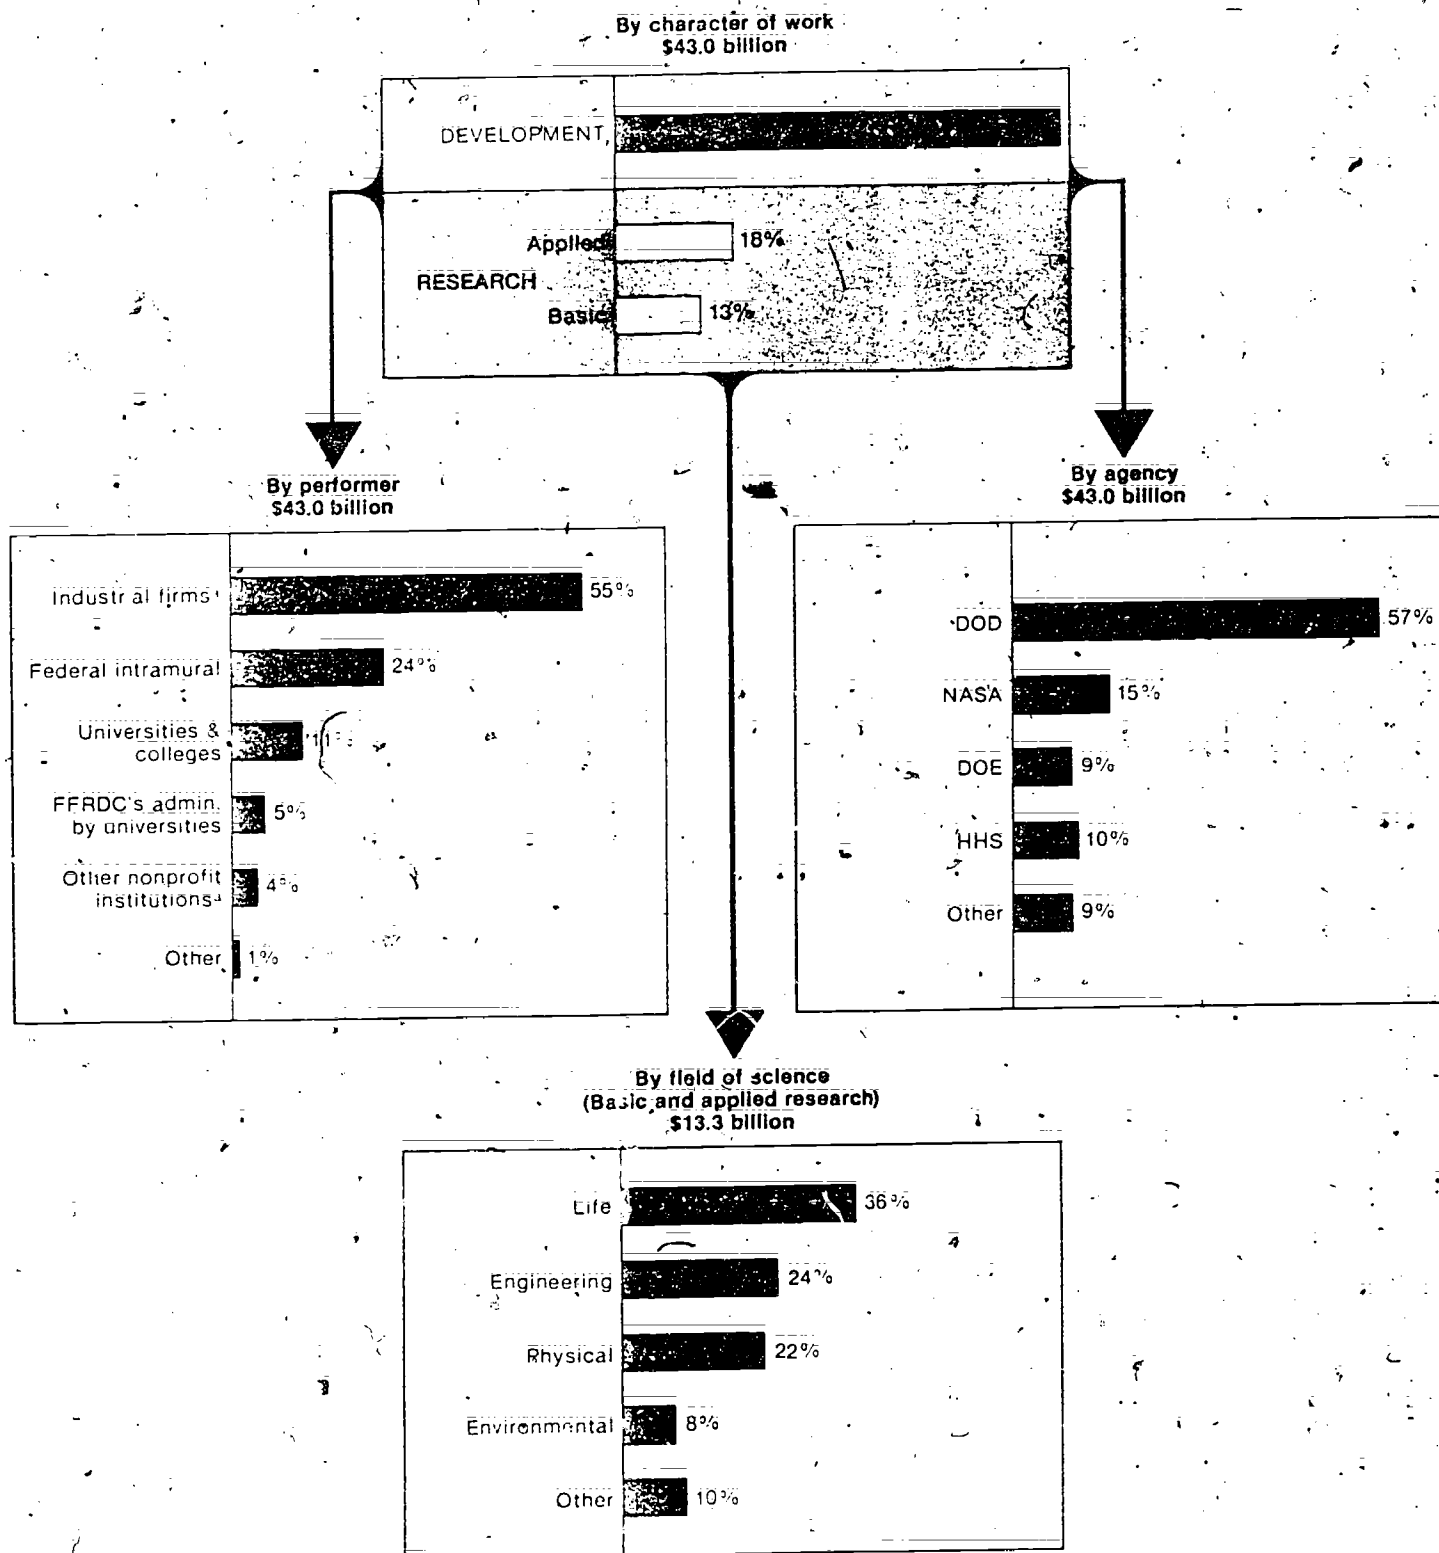 By character of work
$43.0 billion
DEVELOPMENT
Applied 18%
RESEARCH
Basic 13%
By performer
$43.0 billion
Industrial firms¹ 55%
Federal intramural 24%
Universities &
colleges 11%
FFRDC's admin.
by universities 5%
Other nonprofit
institutions 4%
Other 1%
By agency
$43.0 billion
DOD 57%
NASA 15%
DOE 9%
HHS 10%
Other 9%
By field of science
(Basic and applied research)
$13.3 billion
Life 36%
Engineering 24%
Physical 22%
Environmental 8%
Other 10%